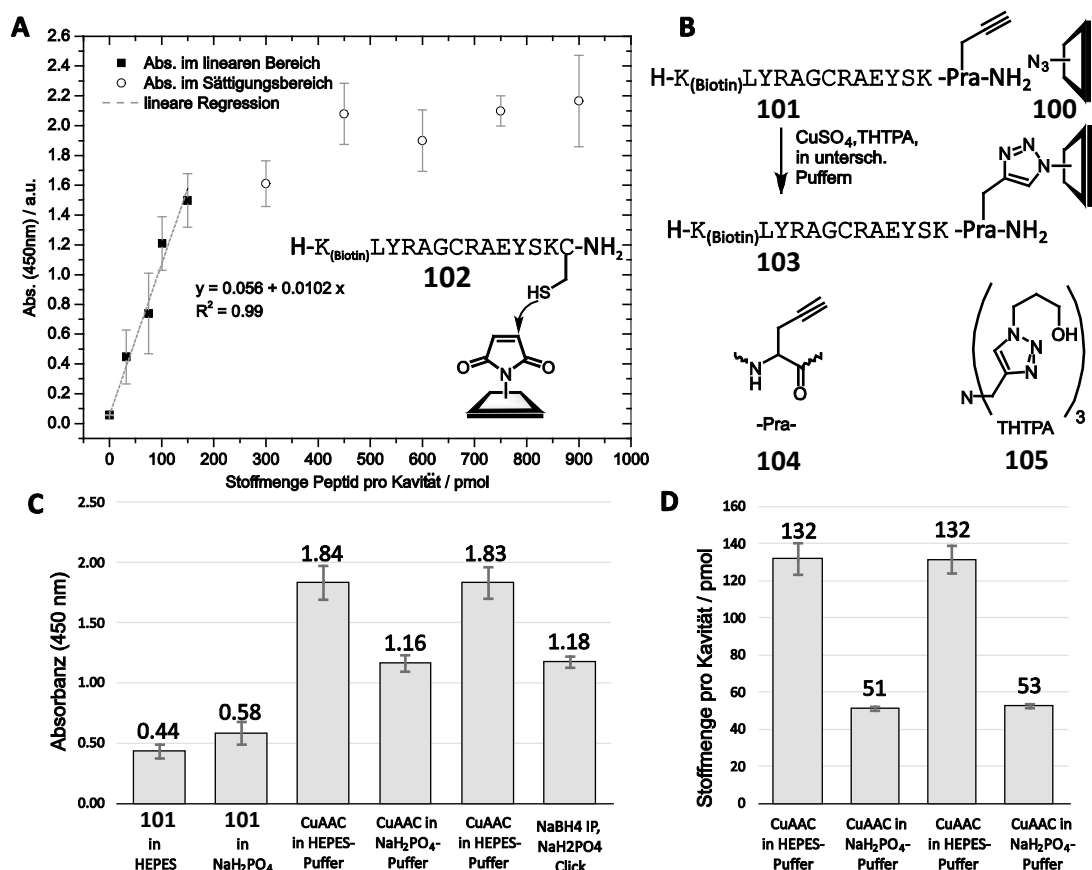 A
2.6
2.4
2.2
2.0
1.8
1.6
1.4
1.2
1.0
0.8
0.6
0.4
0.2
0.0
Abs. (450nm) / a.u.
Abs. im linearen Bereich
Abs. im Sättigungsbereich
lineare Regression
H-K(Biotin)LYRAGCRAEYSKC-NH2
102
y = 0.056 + 0.0102 x
R2 = 0.99
HS
O
N
O
0 100 200 300 400 500 600 700 800 900 1000
Stoffmenge Peptid pro Kavität / pmol
B
N3
H-K(Biotin)LYRAGCRAEYSK -Pra-NH2
101
100
CuSO4,THTPA,
in untersch.
Puffern
N=N
N
H-K(Biotin)LYRAGCRAEYSK -Pra-NH2
103
N
H
O
-Pra-
104
OH
N
N
N
N
3
THTPA
105
C
2.50
2.00
1.50
1.00
0.50
0.00
Absorbanz (450 nm)
0.44
0.58
1.84
1.16
1.83
1.18
101
in
HEPES
101
in
NaH2PO4
CuAAC
in HEPES-
Puffer
CuAAC in
NaH2PO4-
Puffer
CuAAC
in HEPES-
Puffer
NaBH4 IP,
NaH2PO4
Click
D
160
140
120
100
80
60
40
20
0
Stoffmenge pro Kavität / pmol
132
51
132
53
CuAAC
in HEPES-
Puffer
CuAAC in
NaH2PO4-
Puffer
CuAAC
in HEPES-
Puffer
CuAAC in
NaH2PO4-
Puffer